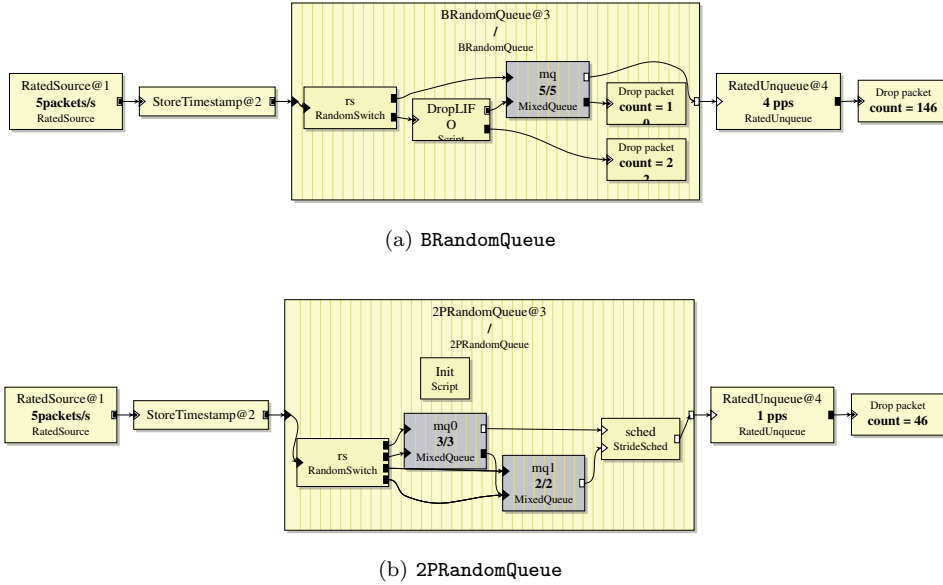 BRandomQueue@3
/
BRandomQueue
RatedSource@1
5packets/s
RatedSource
StoreTimestamp@2
rs
RandomSwitch
DropLIF
O
Script
mq
5/5
MixedQueue
Drop packet
count = 1
0
Drop packet
count = 2
2
RatedUnqueue@4
4 pps
RatedUnqueue
Drop packet
count = 146
(a) BRandomQueue
2PRandomQueue@3
/
2PRandomQueue
Init
Script
RatedSource@1
5packets/s
RatedSource
StoreTimestamp@2
rs
RandomSwitch
mq0
3/3
MixedQueue
mq1
2/2
MixedQueue
sched
StrideSched
RatedUnqueue@4
1 pps
RatedUnqueue
Drop packet
count = 46
(b) 2PRandomQueue